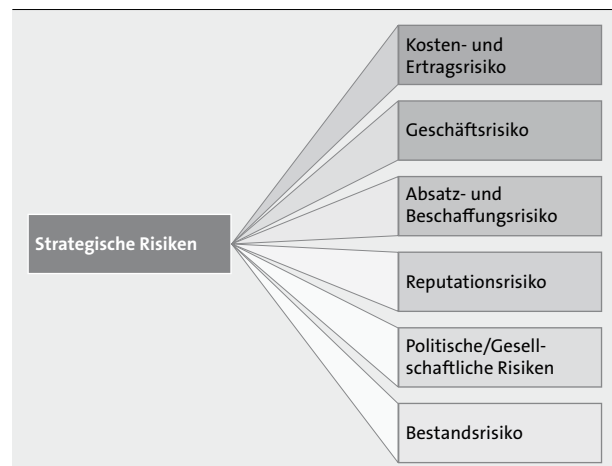 Kosten- und
Ertragsrisiko
Geschäftsrisiko
Absatz- und
Beschaffungsrisiko
Strategische Risiken
Reputationsrisiko
Politische/Gesell-
schaftliche Risiken
Bestandsrisiko